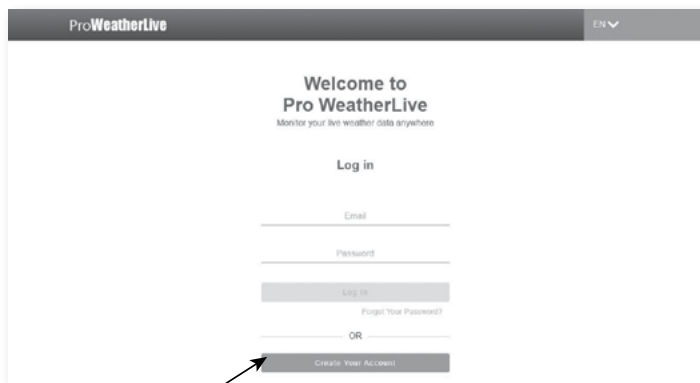 ProWeatherLive
EN
Welcome to
Pro WeatherLive
Monitor your live weather data anywhere
Log in
Email
Password
Log in
Forgot Your Password?
OR
Create Your Account